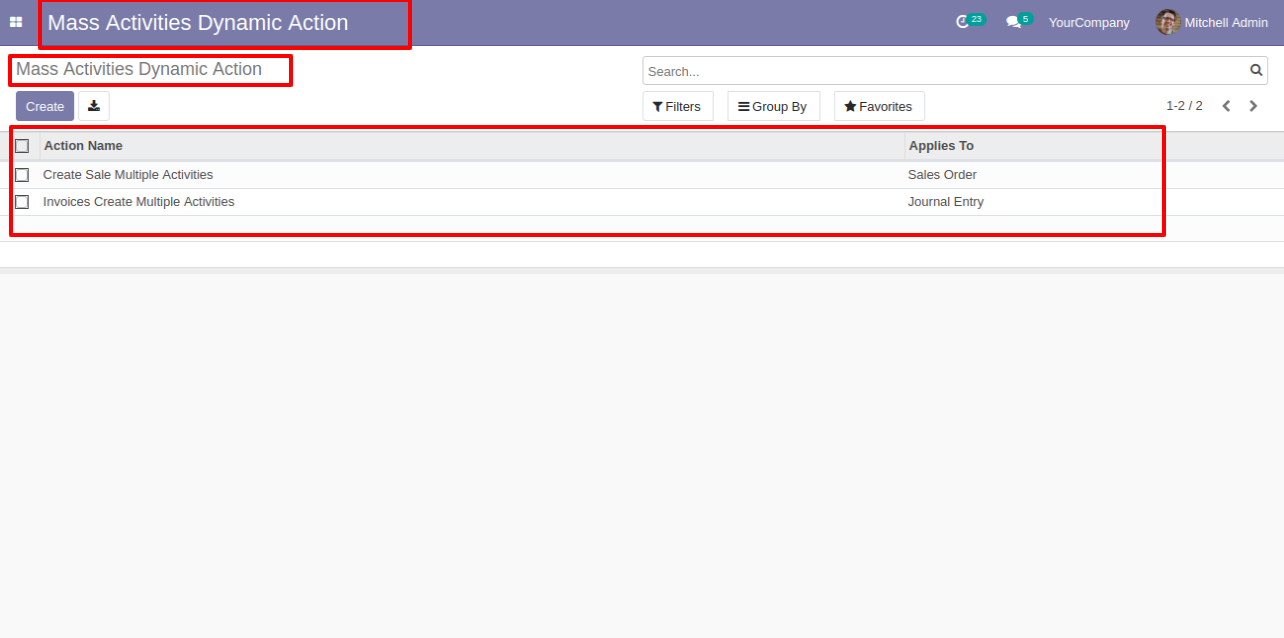 Mass Activities Dynamic Action 23 5 YourCompany Mitchell Admin
Mass Activities Dynamic Action Search...
Create Filters Group By Favorites 1-2 / 2
Action Name Applies To
Create Sale Multiple Activities Sales Order
Invoices Create Multiple Activities Journal Entry